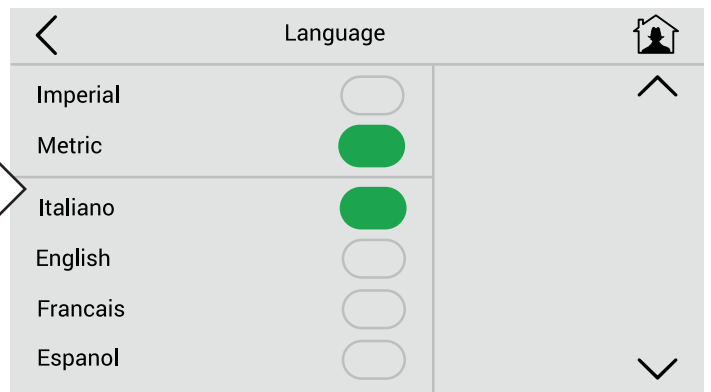 Language
Imperial
Metric
Italiano
English
Francais
Espanol